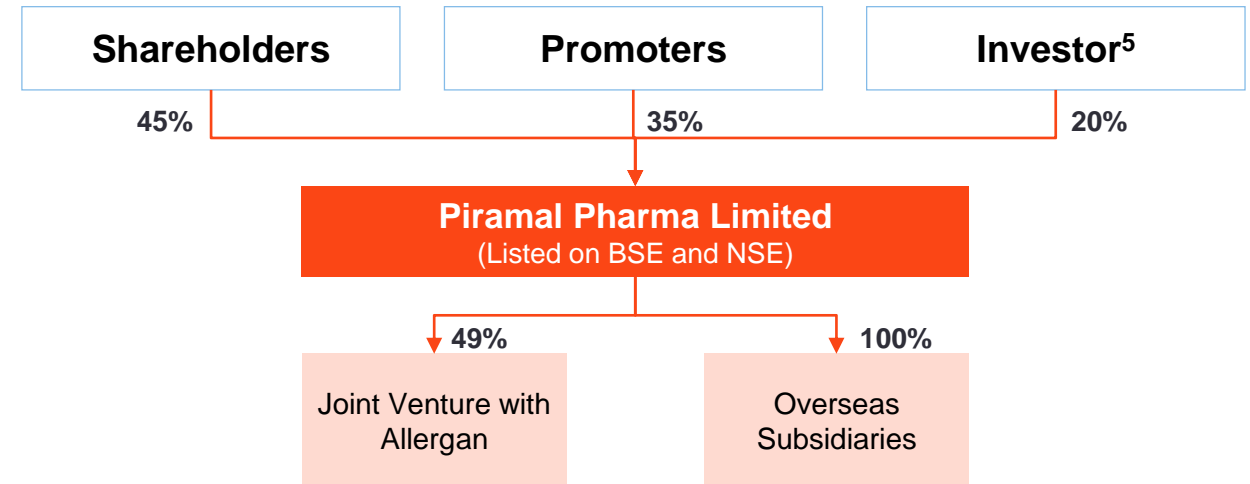 Shareholders
Promoters
Investor⁵
45%
35%
20%
Piramal Pharma Limited
(Listed on BSE and NSE)
49%
100%
Joint Venture with
Allergan
Overseas
Subsidiaries